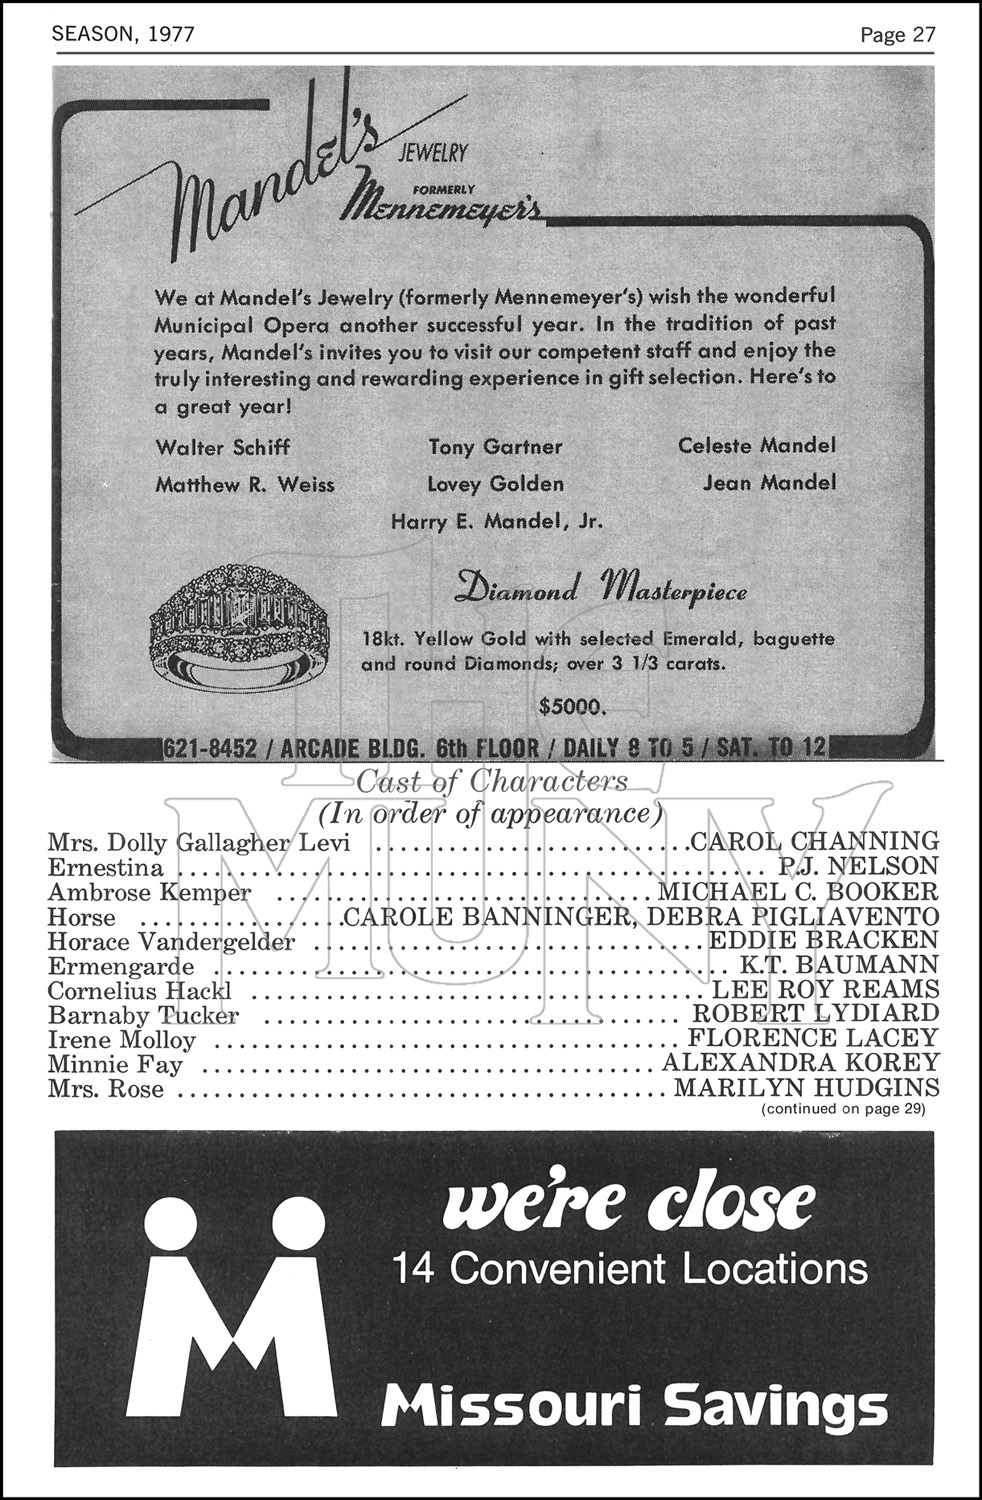 SEASON, 1977 Page 27
Mandel's JEWELRY
FORMERLY
Mennemeyer's
We at Mandel's Jewelry (formerly Mennemeyer's) wish the wonderful
Municipal Opera another successful year. In the tradition of past
years, Mandel's invites you to visit our competent staff and enjoy the
truly interesting and rewarding experience in gift selection. Here's to
a great year!
Walter Schiff Tony Gartner Celeste Mandel
Matthew R. Weiss Lovey Golden Jean Mandel
Harry E. Mandel, Jr.
Diamond Masterpiece
18kt. Yellow Gold with selected Emerald, baguette
and round Diamonds; over 3 1/3 carats.
$5000.
621-8452 / ARCADE BLDG. 6th FLOOR / DAILY 8 TO 5 / SAT. TO 12
THE MUNY
Cast of Characters
(In order of appearance)
Mrs. Dolly Gallagher Levi ..........................CAROL CHANNING
Ernestina ................................................. P.J. NELSON
Ambrose Kemper ................................MICHAEL C. BOOKER
Horse .................CAROLE BANNINGER, DEBRA PIGLIAVENTO
Horace Vandergelder .................................EDDIE BRACKEN
Ermengarde ........................................... K.T. BAUMANN
Cornelius Hackl ...................................... LEE ROY REAMS
Barnaby Tucker ................................... ROBERT LYDIARD
Irene Molloy ....................................... FLORENCE LACEY
Minnie Fay ...................................... ALEXANDRA KOREY
Mrs. Rose ......................................... MARILYN HUDGINS
(continued on page 29)
we're close
14 Convenient Locations
Missouri Savings